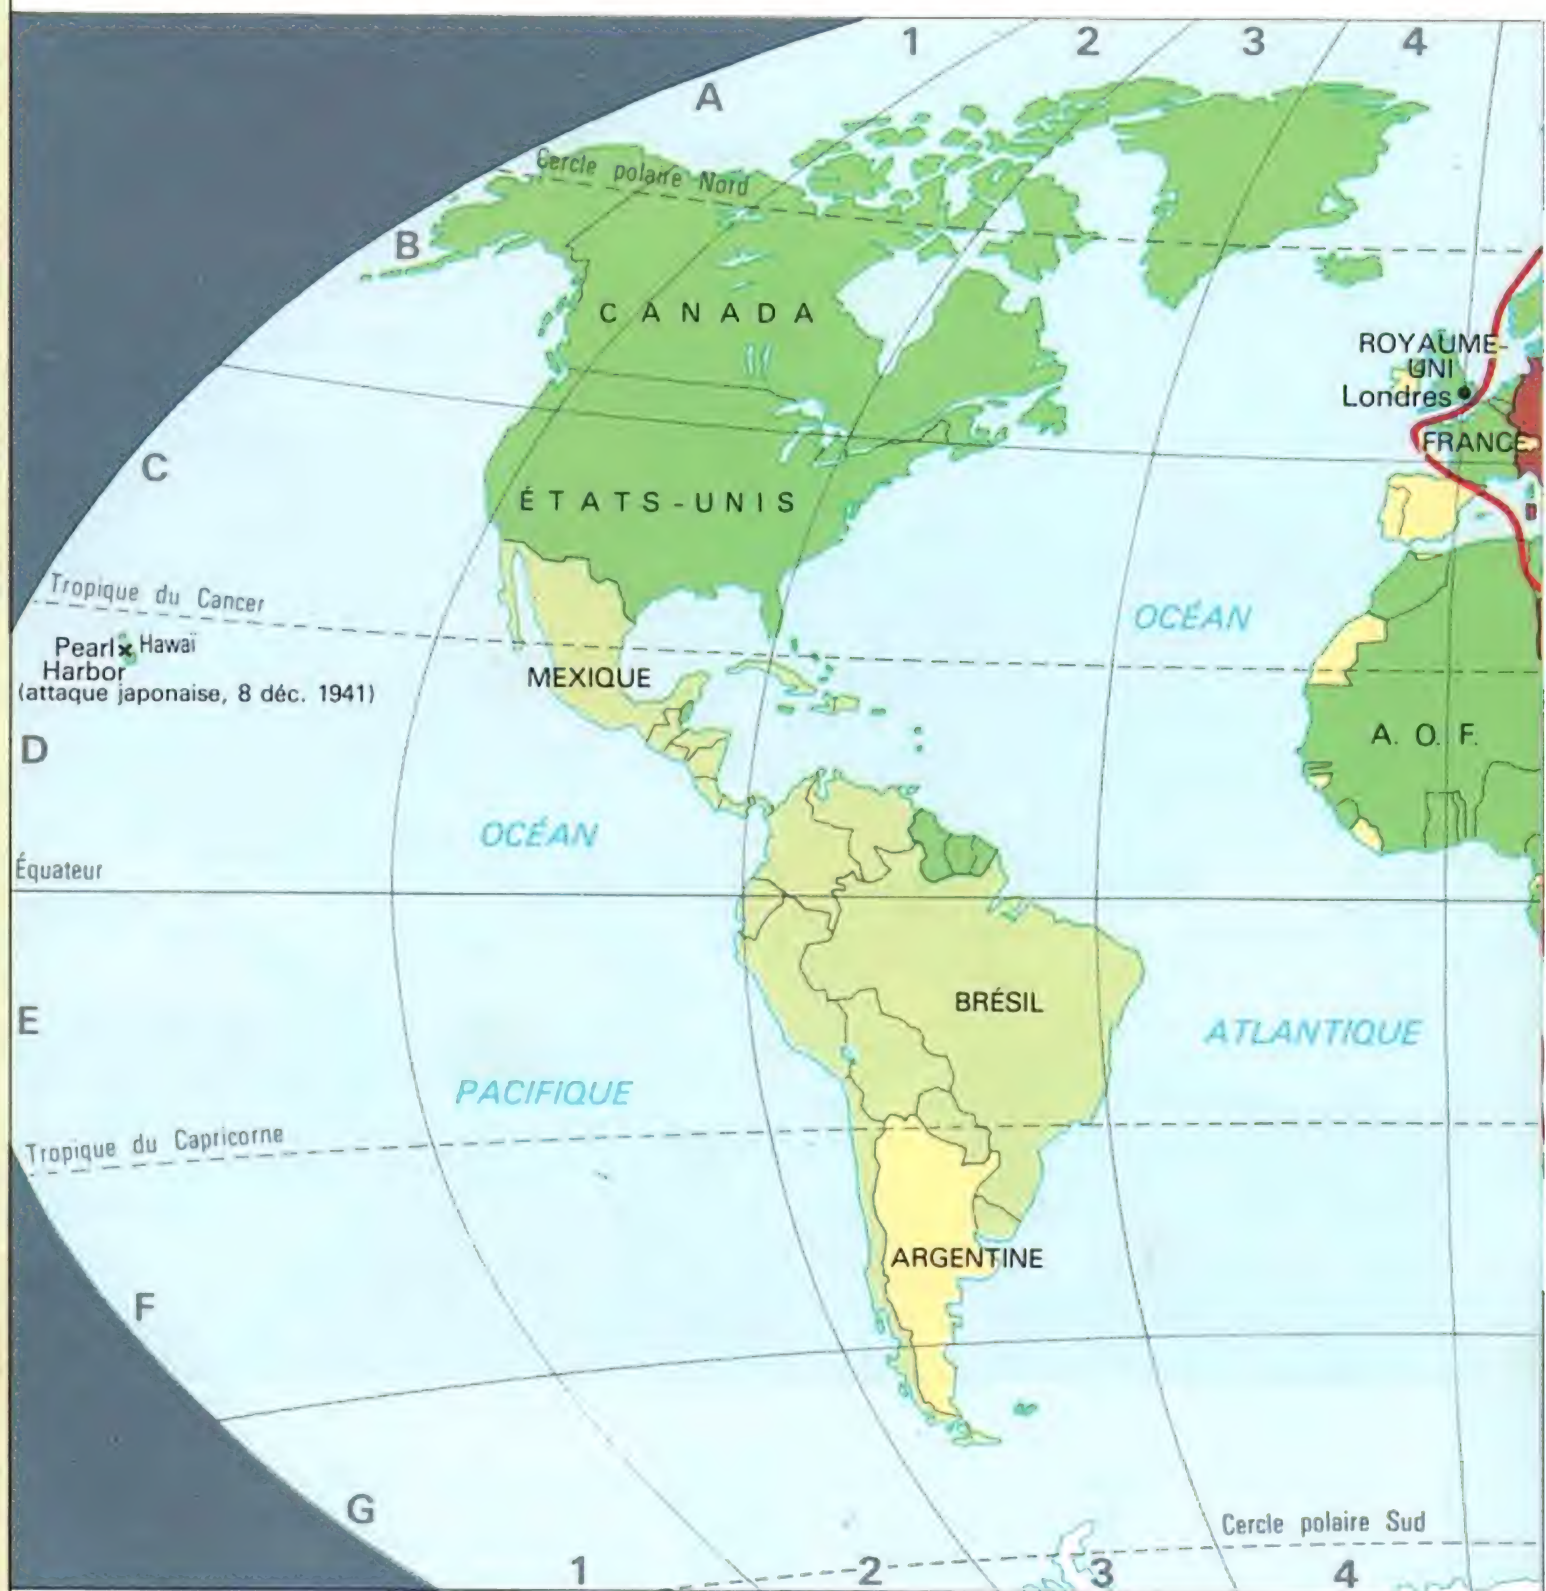 1 2 3 4
A
Cercle polaire Nord
B
CANADA
ROYAUME-
UNI
Londres
FRANCE
C
ÉTATS-UNIS
Tropique du Cancer
OCÉAN
Pearl Hawaï
Harbor
(attaque japonaise, 8 déc. 1941)
MEXIQUE
A. O. F.
D
OCÉAN
Équateur
BRÉSIL
E
ATLANTIQUE
PACIFIQUE
Tropique du Capricorne
ARGENTINE
F
G
Cercle polaire Sud
1 2 3 4